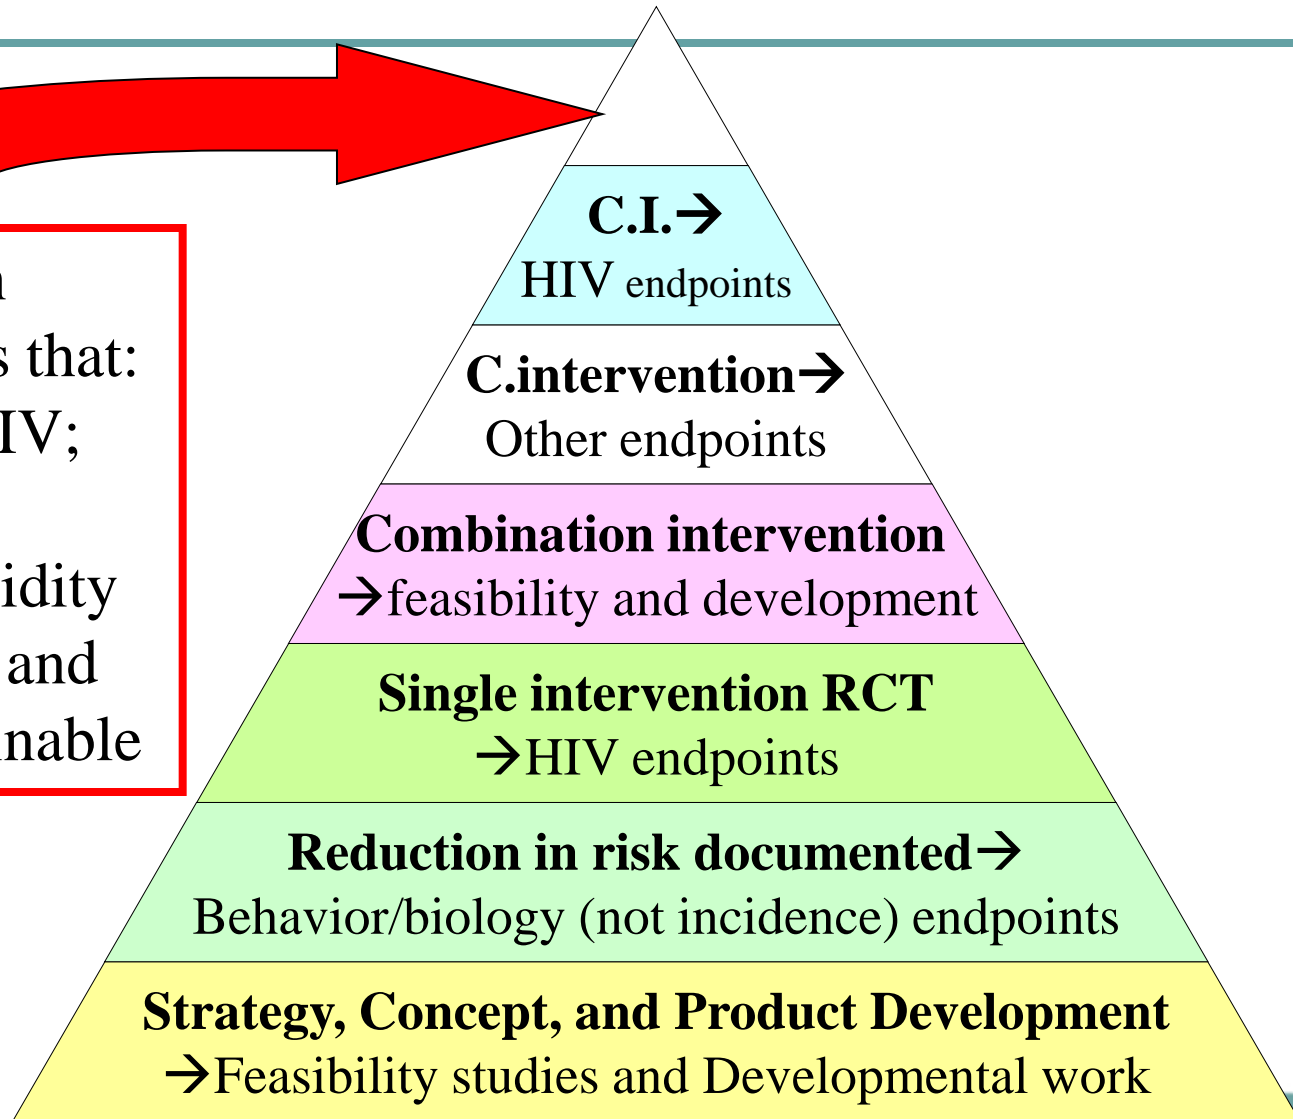 s that:
IV;
idity
and
nable
C.I.→
HIV endpoints
C.intervention→
Other endpoints
Combination intervention
→feasibility and development
Single intervention RCT
→HIV endpoints
Reduction in risk documented→
Behavior/biology (not incidence) endpoints
Strategy, Concept, and Product Development
→Feasibility studies and Developmental work